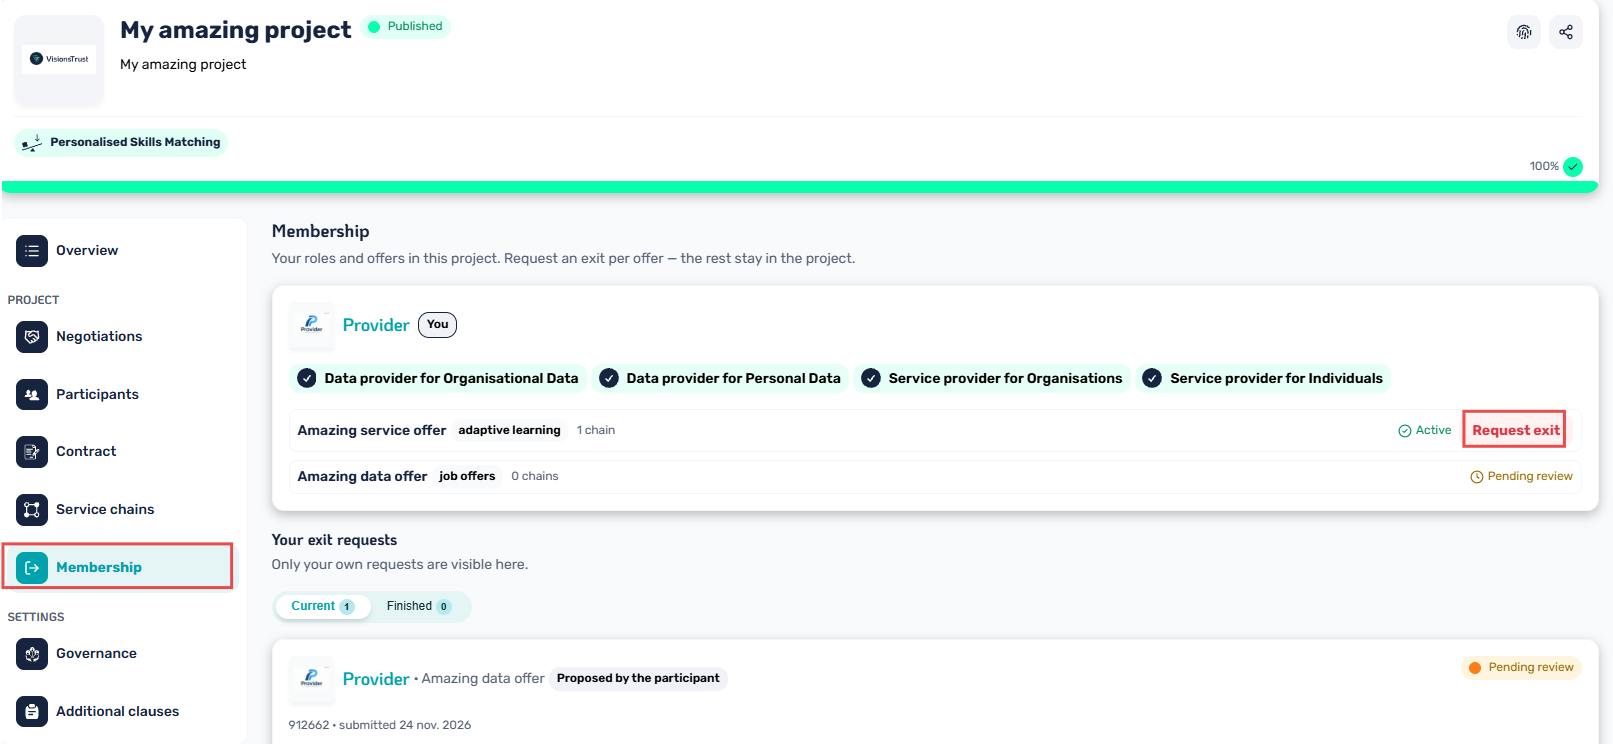 My amazing project
Published
VisionsTrust
My amazing project
Personalised Skills Matching
100%
Overview
PROJECT
Negotiations
Participants
Contract
Service chains
Membership
SETTINGS
Governance
Additional clauses
Membership
Your roles and offers in this project. Request an exit per offer — the rest stay in the project.
Provider
Provider You
Data provider for Organisational Data Data provider for Personal Data Service provider for Organisations Service provider for Individuals
Amazing service offer adaptive learning 1 chain Active Request exit
Amazing data offer job offers 0 chains Pending review
Your exit requests
Only your own requests are visible here.
Current 1 Finished 0
Provider
Provider • Amazing data offer Proposed by the participant Pending review
912662 • submitted 24 nov. 2026